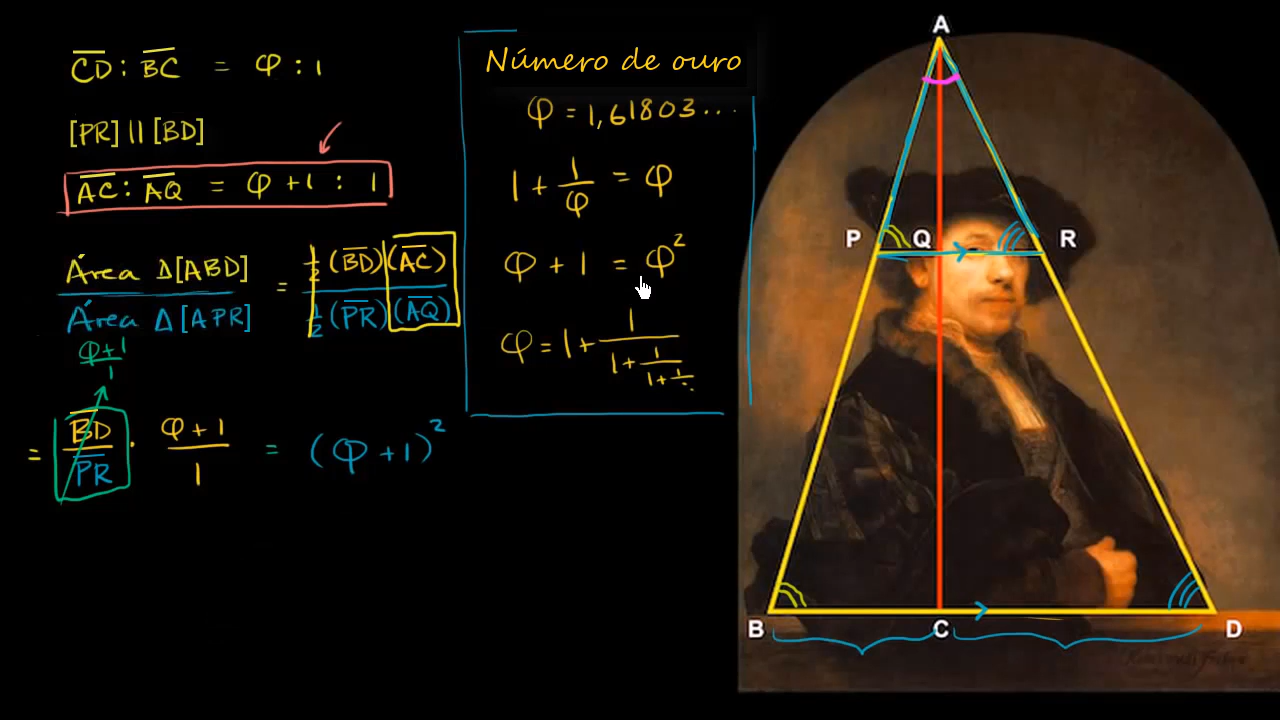 CD : BC = φ : 1
[PR] || [BD]
AC : AQ = φ + 1 : 1
Área Δ[ABD] = ½ (BD)(AC)
Área Δ[APR] ½ (PR)(AQ)
φ+1
1
= BD · φ + 1 = (φ + 1)²
PR 1
Número de ouro
φ = 1,61803...
1 + 1/φ = φ
φ + 1 = φ²
φ = 1 + 1
1 + 1
1 + 1
A
P Q R
B C D